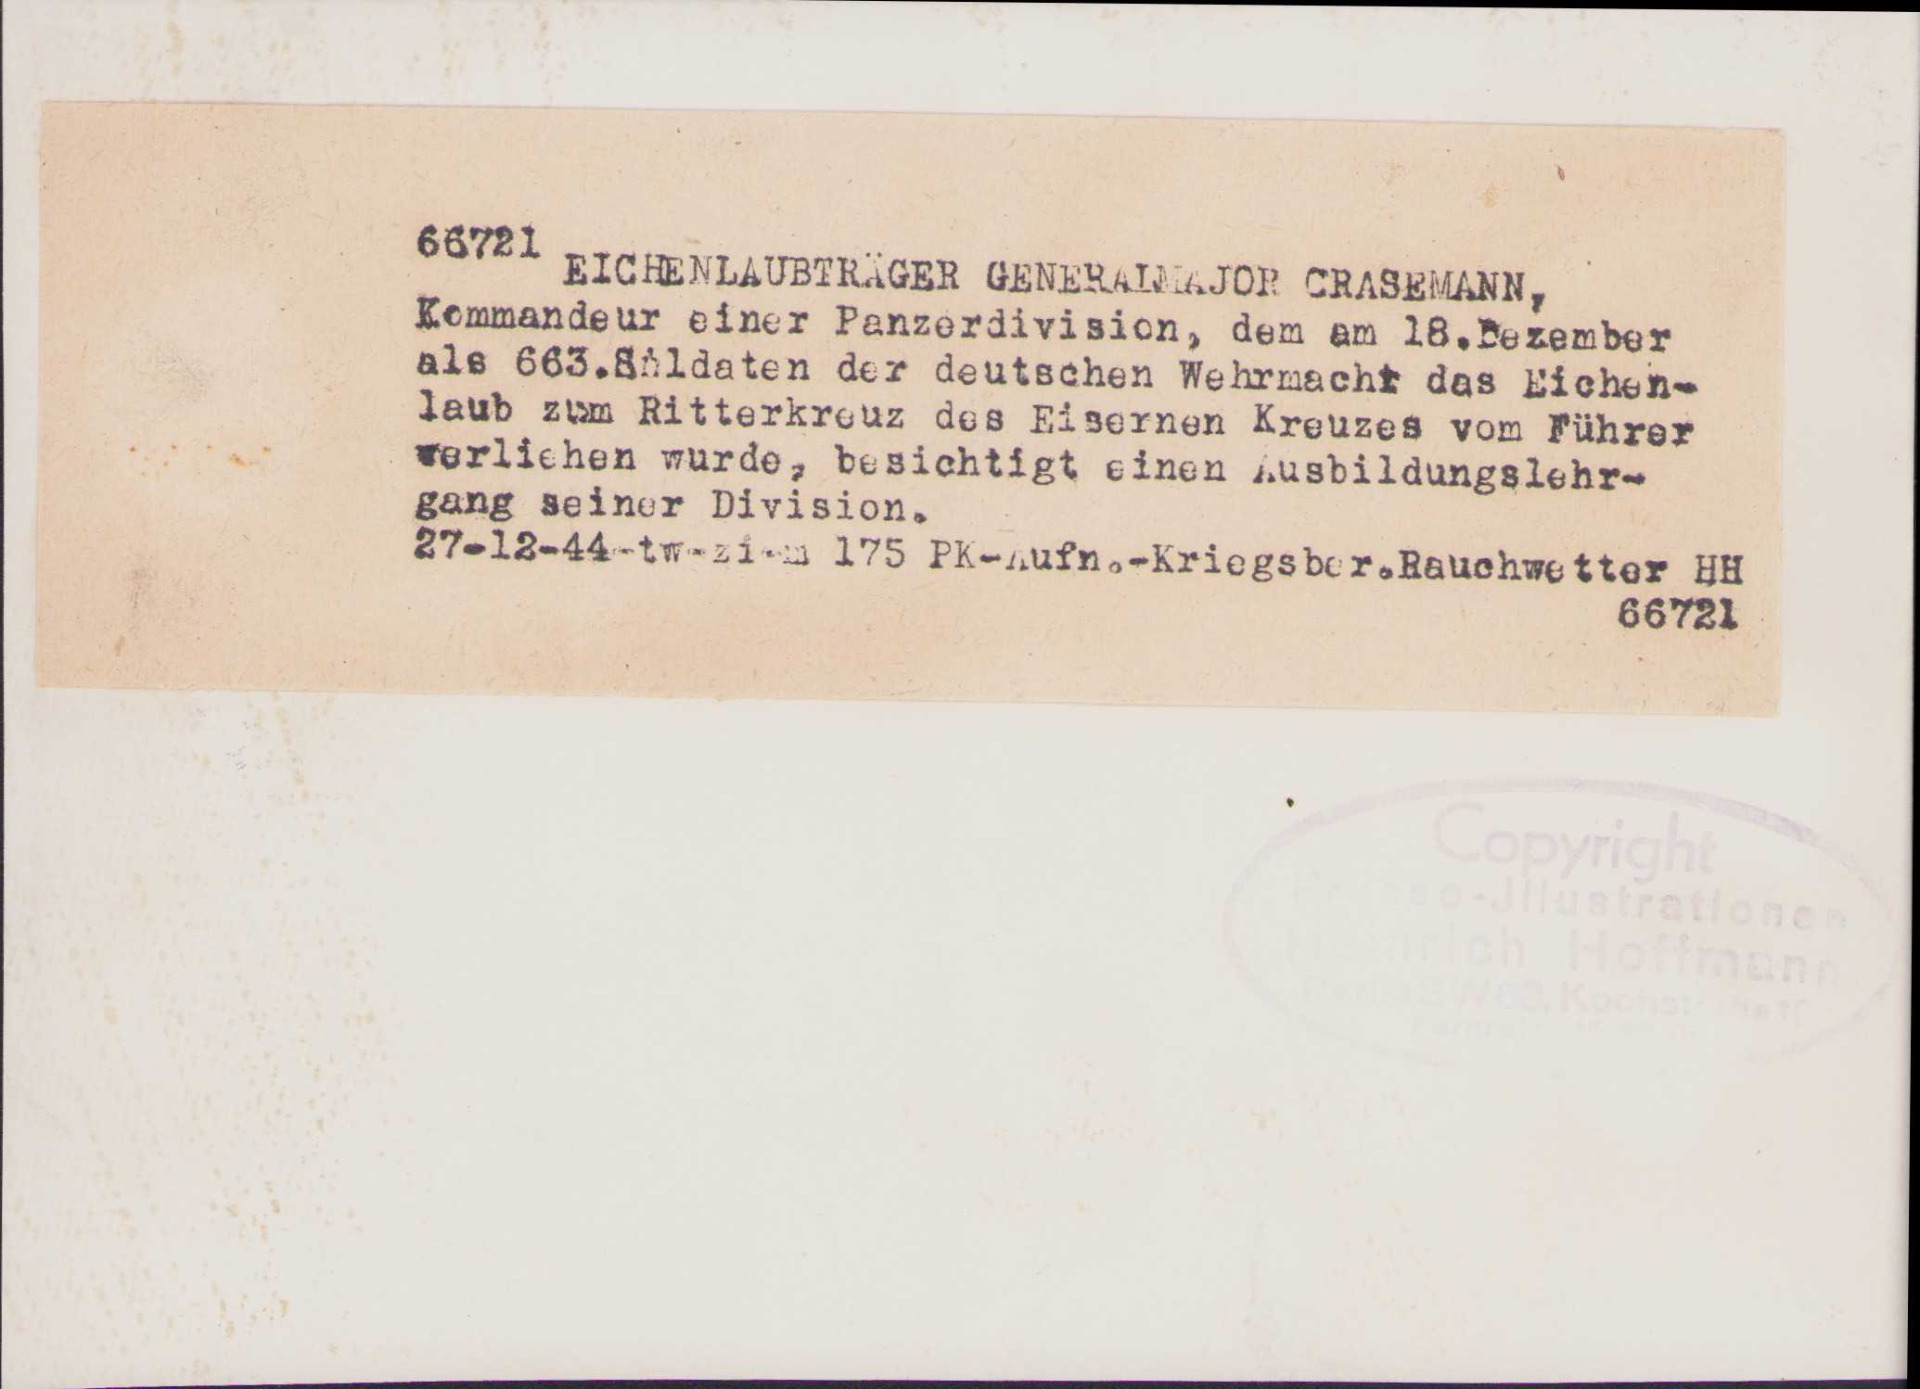 66721
EICHENLAUBTRÄGER GENERALMAJOR CRASEMANN,
Kommandeur einer Panzerdivision, dem am 18.Dezember
als 663.Soldaten der deutschen Wehrmacht das Eichen-
laub zum Ritterkreuz des Eisernen Kreuzes vom Führer
verliehen wurde, besichtigt einen Ausbildungslehr-
gang seiner Division.
27-12-44-tw-zi-m 175 PK-Aufn.-Kriegsber.Rauchwetter HH
66721
Copyright
Illustrationen
Heinrich Hoffmann